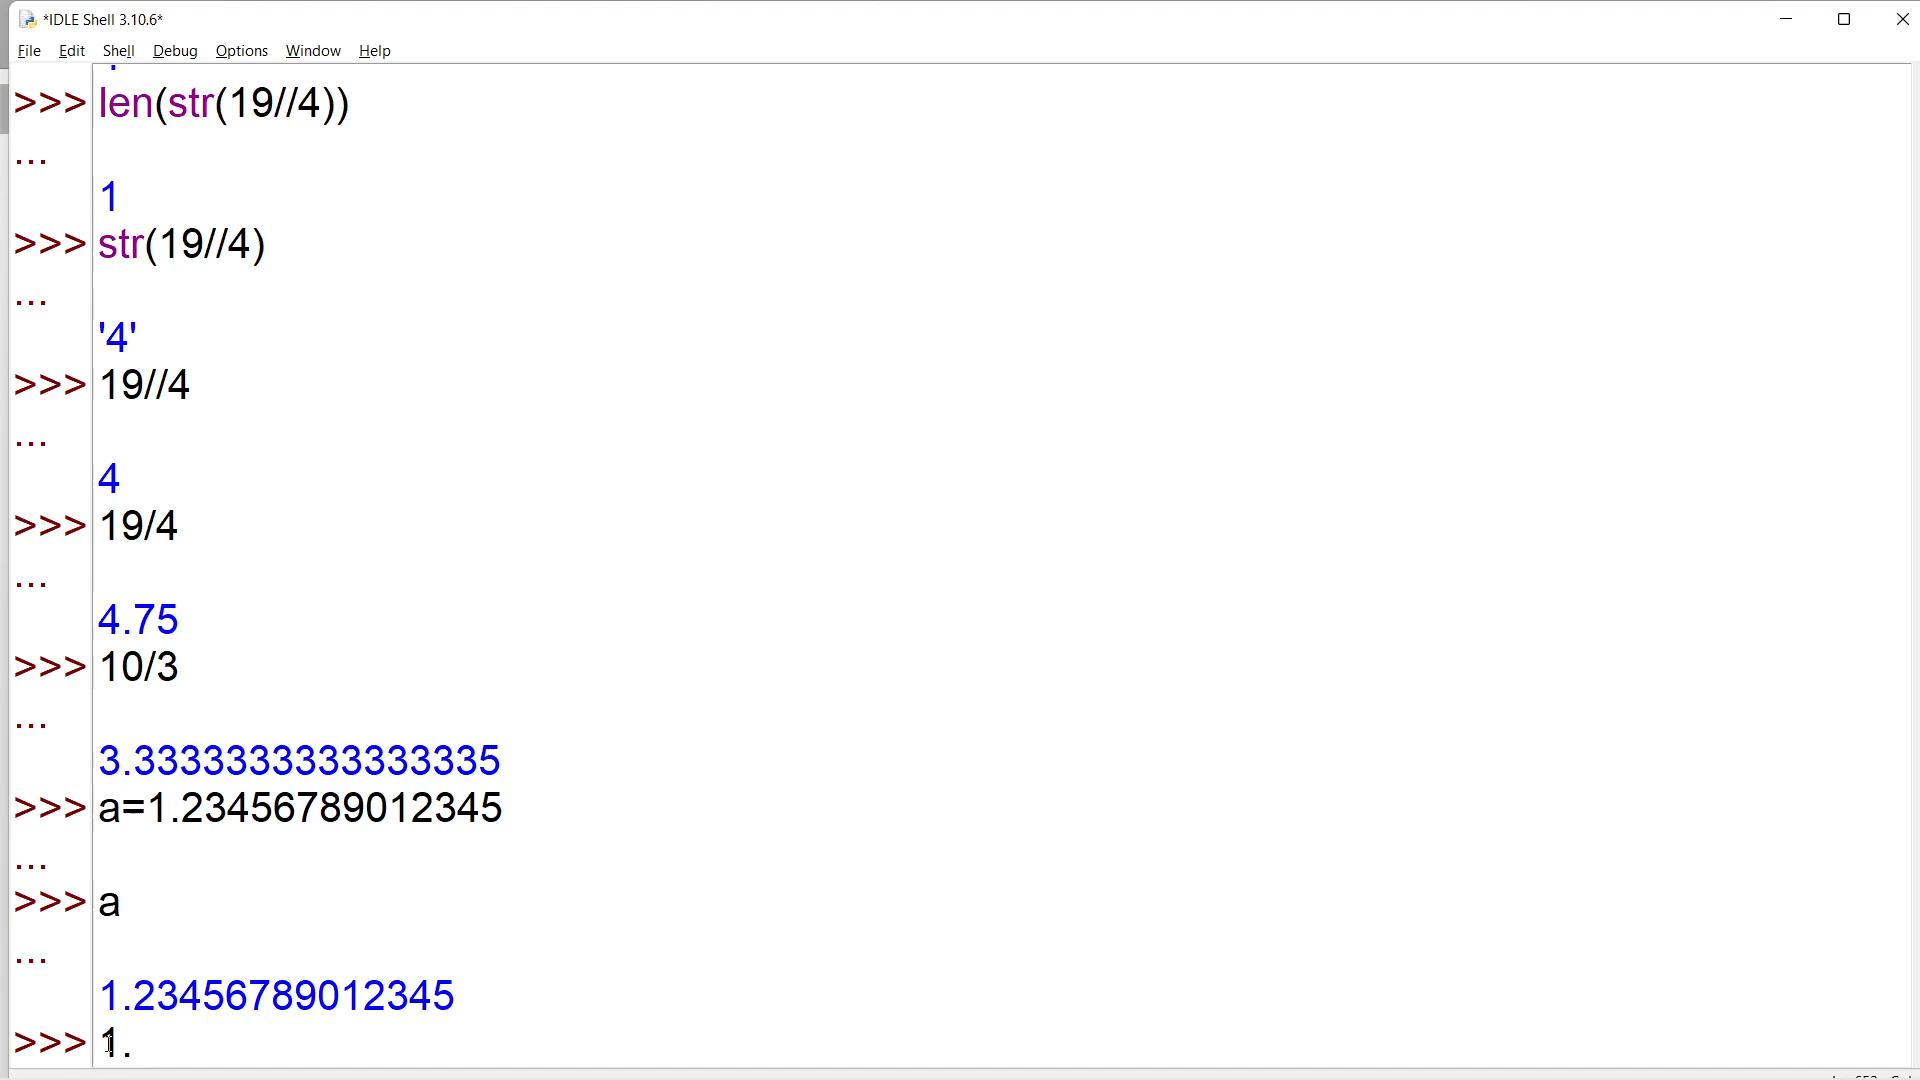 *IDLE Shell 3.10.6*
File Edit Shell Debug Options Window Help
>>> len(str(19//4))
...
1
>>> str(19//4)
...
'4'
>>> 19//4
...
4
>>> 19/4
...
4.75
>>> 10/3
...
3.3333333333333335
>>> a=1.23456789012345
...
>>> a
...
1.23456789012345
>>> 1.